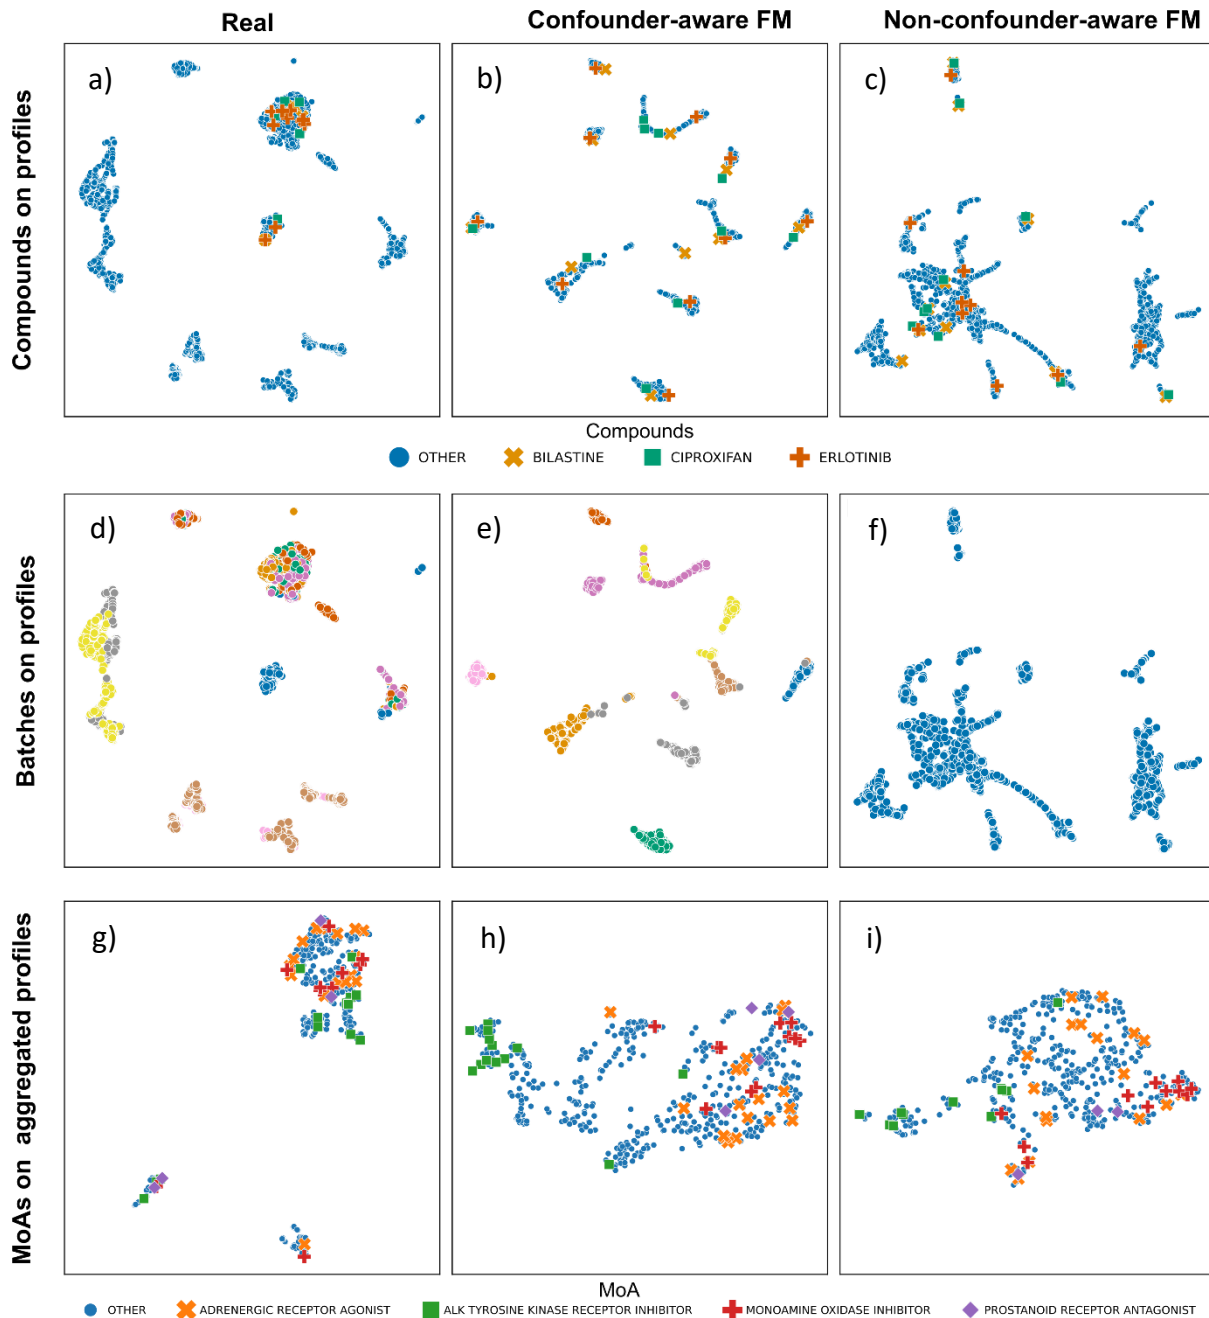 Real
Confounder-aware FM
Non-confounder-aware FM
Compounds on profiles
a)
b)
c)
Compounds
OTHER
BILASTINE
CIPROXIFAN
ERLOTINIB
Batches on profiles
d)
e)
f)
MoAs on aggregated profiles
g)
h)
i)
MoA
OTHER
ADRENERGIC RECEPTOR AGONIST
ALK TYROSINE KINASE RECEPTOR INHIBITOR
MONOAMINE OXIDASE INHIBITOR
PROSTANOID RECEPTOR ANTAGONIST